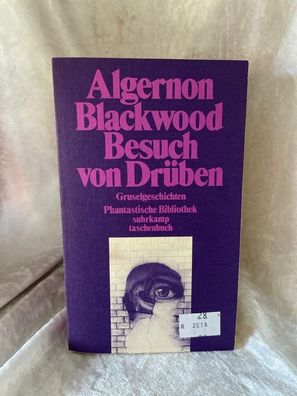 Algernon
Blackwood
Besuch
von Drüben
Gruselgeschichten
Phantastische Bibliothek
suhrkamp
taschenbuch
28
R ZETA